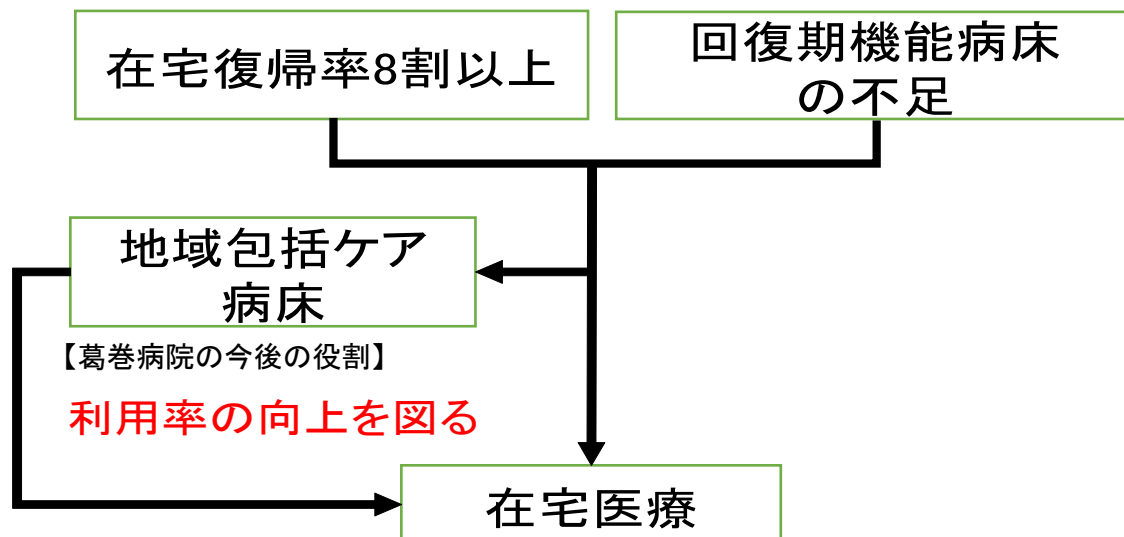 在宅復帰率8割以上
回復期機能病床
の不足
地域包括ケア
病床
【葛巻病院の今後の役割】
利用率の向上を図る
在宅医療